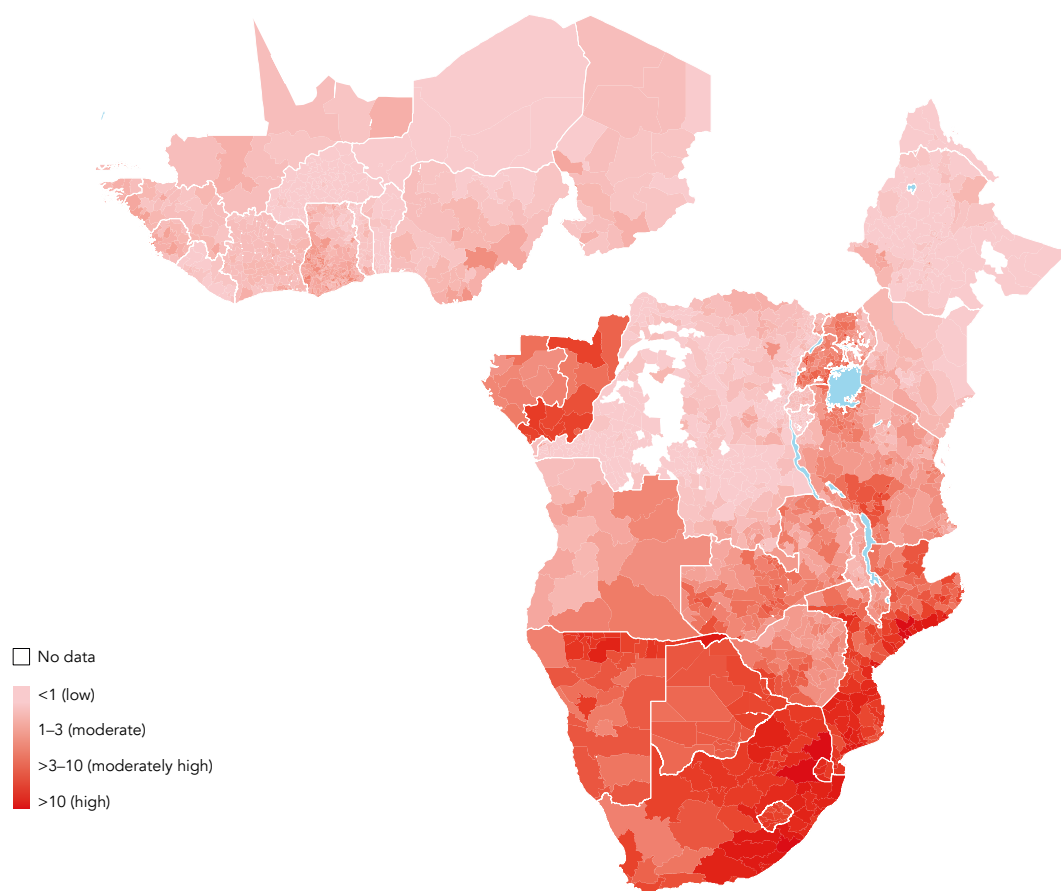 No data
<1 (low)
1–3 (moderate)
>3–10 (moderately high)
>10 (high)